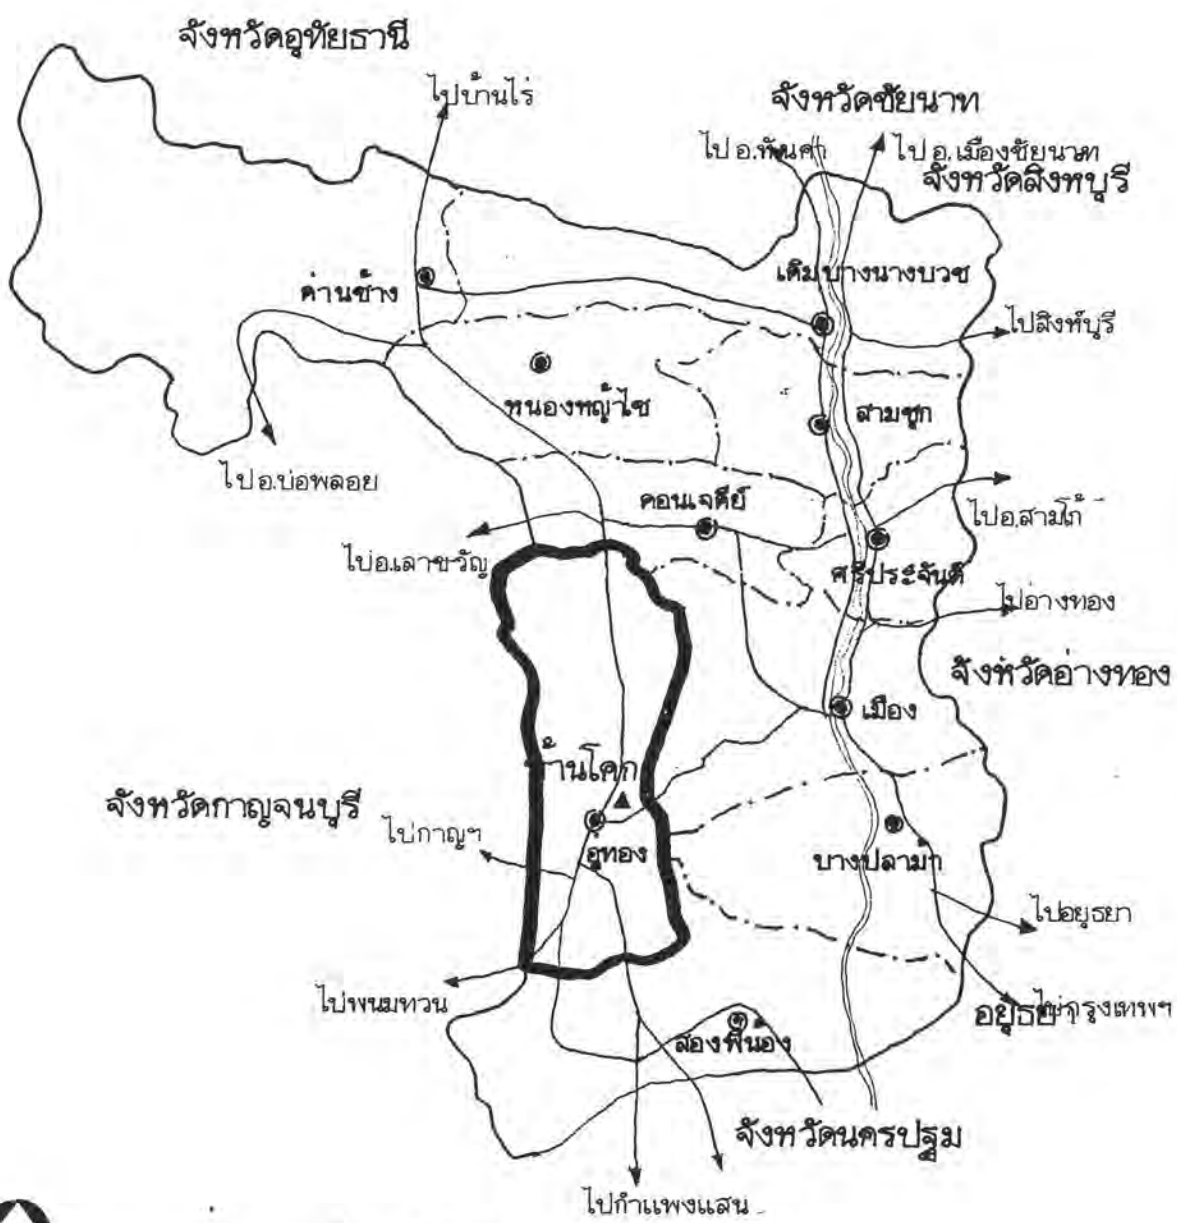 จังหวัดอุทัยธานี
ไปบ้านไร่
จังหวัดชัยนาท
ไป อ.หันคา
ไป อ.เมืองชัยนาท
จังหวัดสิงหบุรี
ด่านช้าง
เดิมบางนางบวช
ไปสิงห์บุรี
หนองหญ้าไซ
สามชุก
ไป อ.บ่อพลอย
ดอนเจดีย์
ไปอ.สามโก้
ไปอ.เลาขวัญ
ศรีประจันต์
ไปอ่างทอง
จังหวัดอ่างทอง
เมือง
บ้านโคก
จังหวัดกาญจนบุรี
ไปกาญฯ
อู่ทอง
บางปลาม้า
ไปอยุธยา
ไปพนมทวน
อยุธยา
ไปกรุงเทพฯ
สองพี่น้อง
จังหวัดนครปฐม
ไปกำแพงแสน